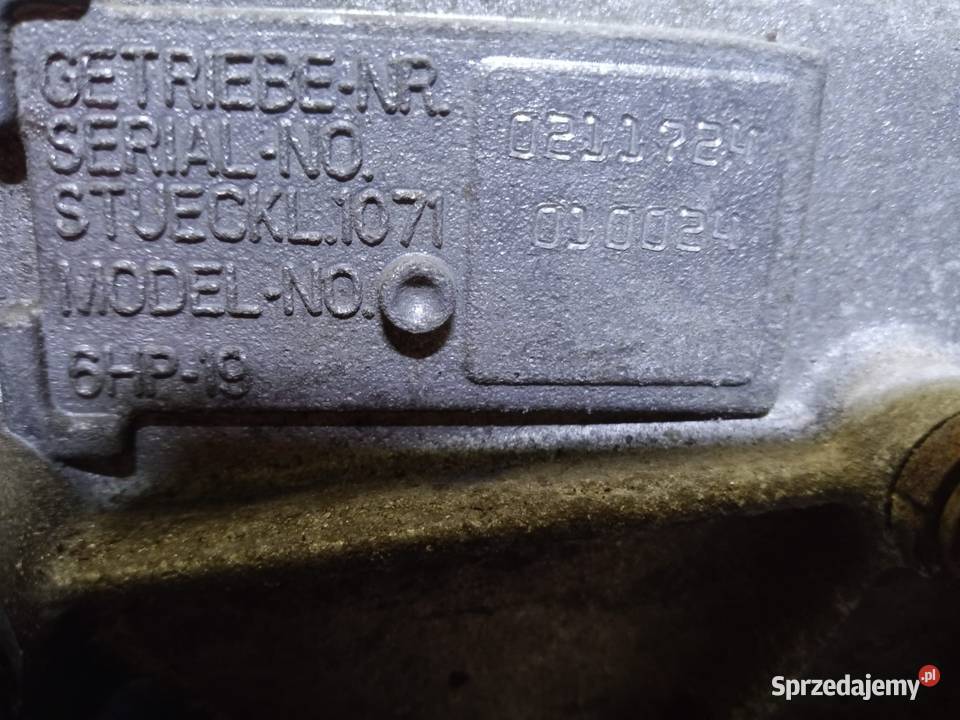 GETRIEBE-NR.
SERIAL-NO. 0211724
STUECKL.1071 010024
MODEL-NO.
6HP-19
Sprzedajemy.pl